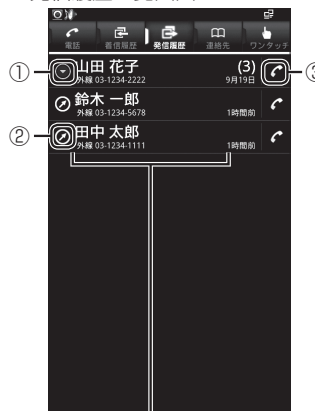 電話 着信履歴 発信履歴 連絡先 ワンタッチ
① 山田 花子 (3)
外線 03-1234-2222 9月19日
鈴木 一郎
外線 03-1234-5678 1時間前
② 田中 太郎
外線 03-1234-1111 1時間前